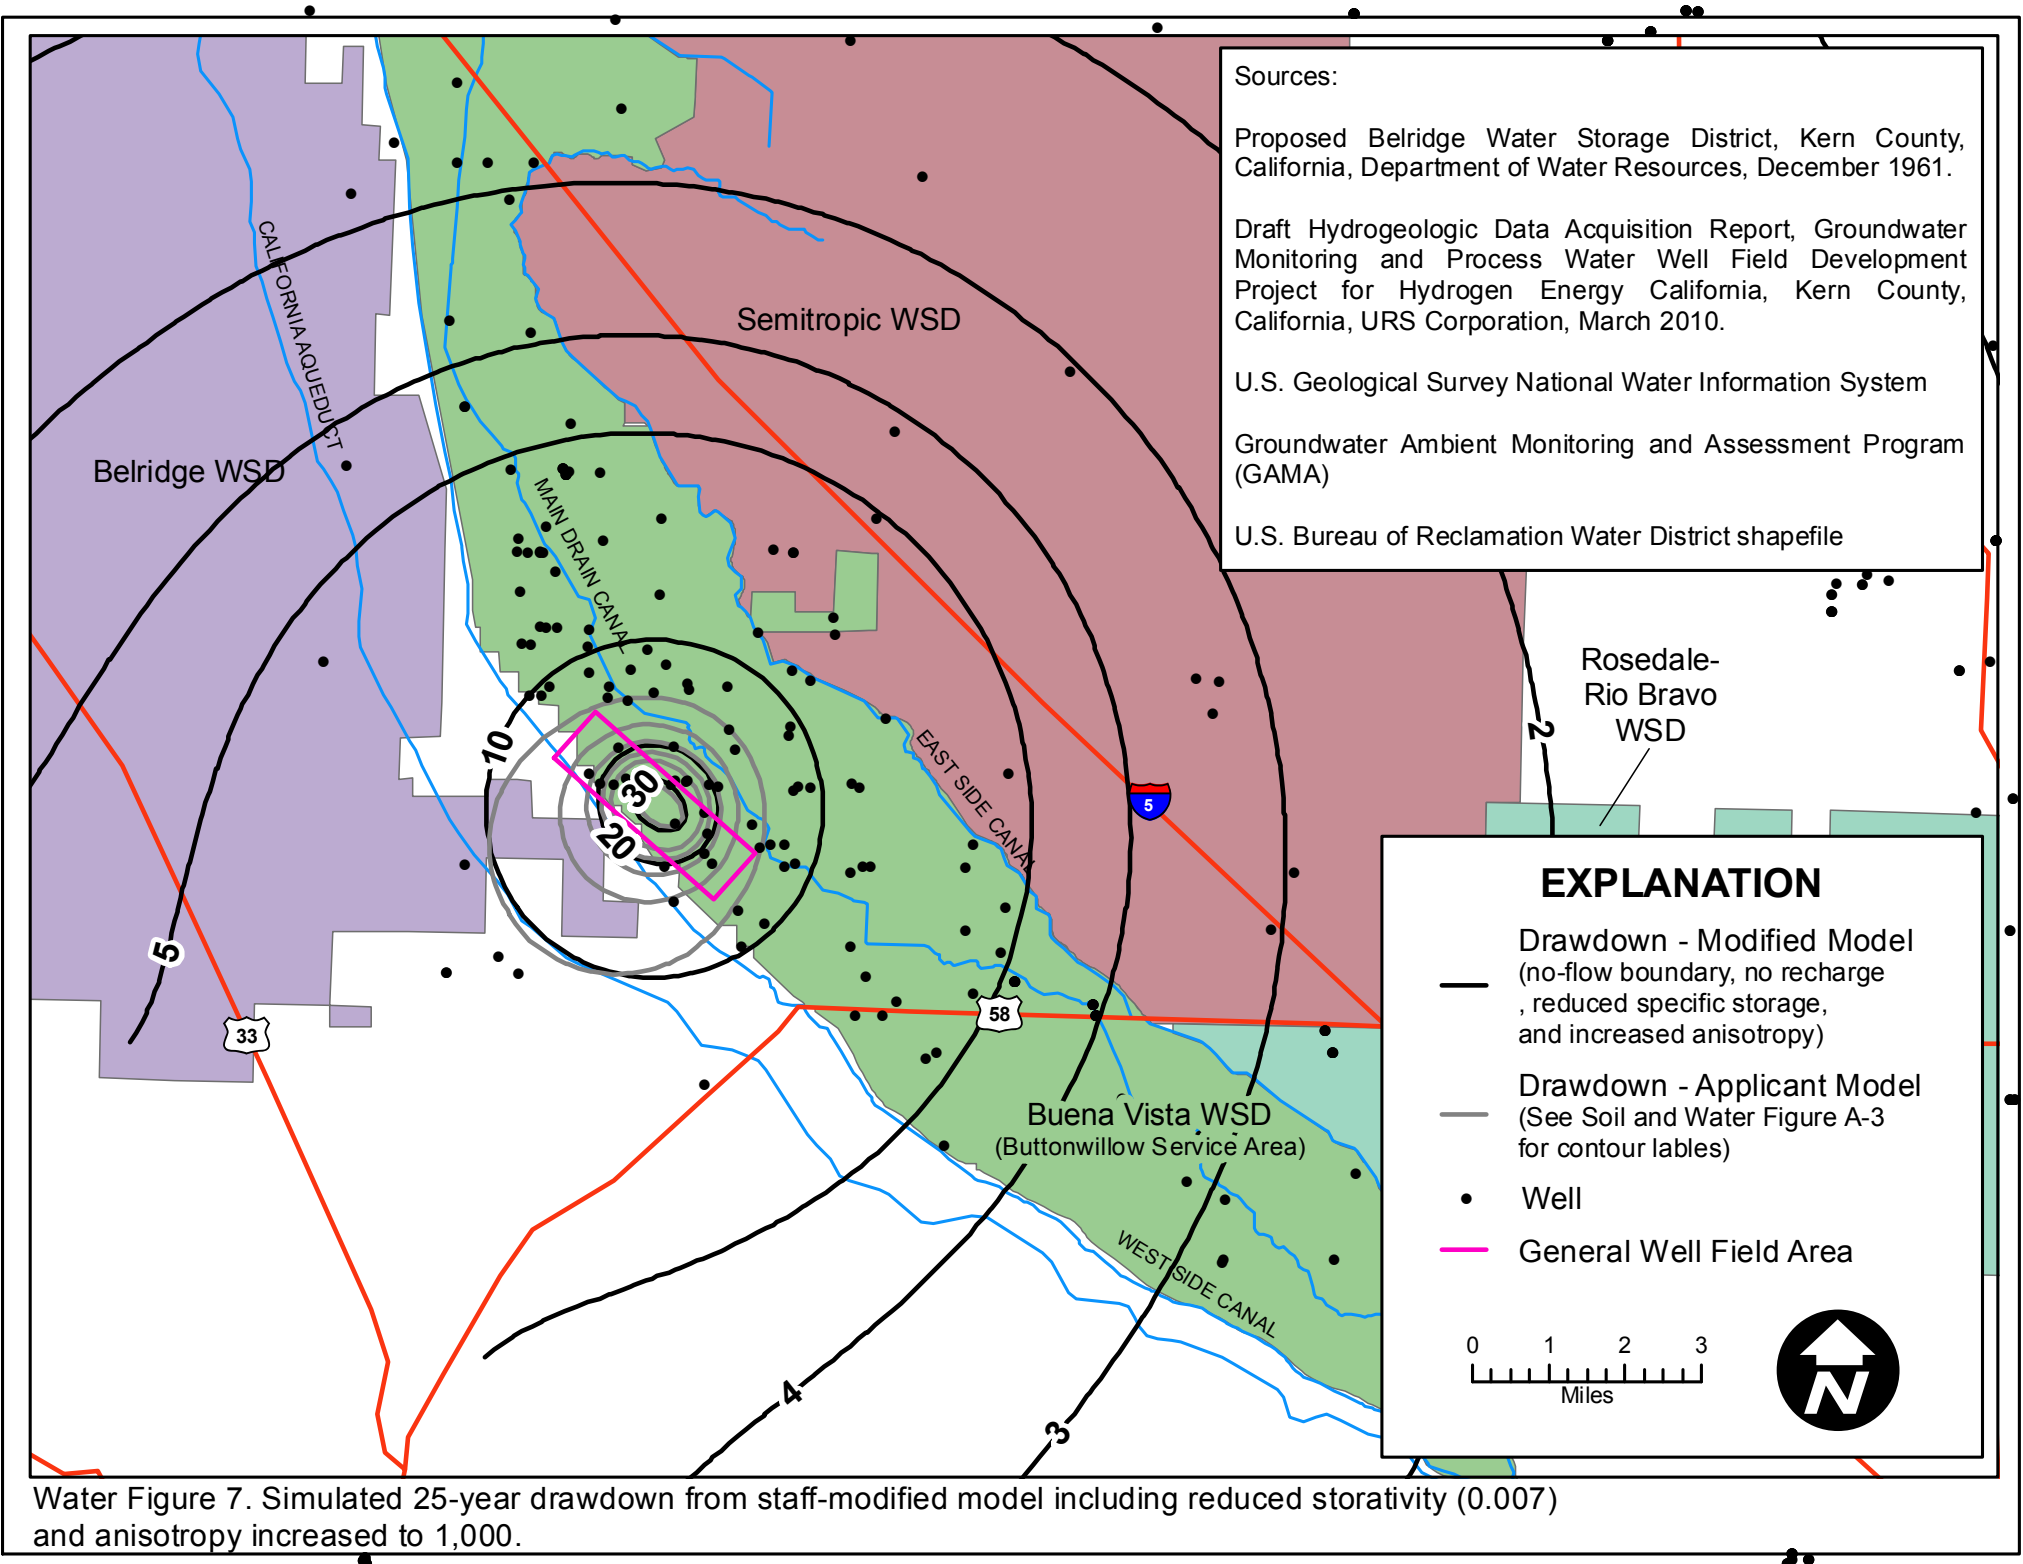 Sources:
Proposed Belridge Water Storage District, Kern County,
California, Department of Water Resources, December 1961.
Draft Hydrogeologic Data Acquisition Report, Groundwater
Monitoring and Process Water Well Field Development
Project for Hydrogen Energy California, Kern County,
California, URS Corporation, March 2010.
U.S. Geological Survey National Water Information System
Groundwater Ambient Monitoring and Assessment Program
(GAMA)
U.S. Bureau of Reclamation Water District shapefile
CALIFORNIA AQUEDUCT
Semitropic WSD
Belridge WSD
MAIN DRAIN CANAL
Rosedale-
Rio Bravo
WSD
2
10
30
20
EAST SIDE CANAL
5
5
33
58
Buena Vista WSD
(Buttonwillow Service Area)
WEST SIDE CANAL
4
3
EXPLANATION
Drawdown - Modified Model
(no-flow boundary, no recharge
, reduced specific storage,
and increased anisotropy)
Drawdown - Applicant Model
(See Soil and Water Figure A-3
for contour lables)
Well
General Well Field Area
0 1 2 3
Miles
N
Water Figure 7. Simulated 25-year drawdown from staff-modified model including reduced storativity (0.007)
and anisotropy increased to 1,000.